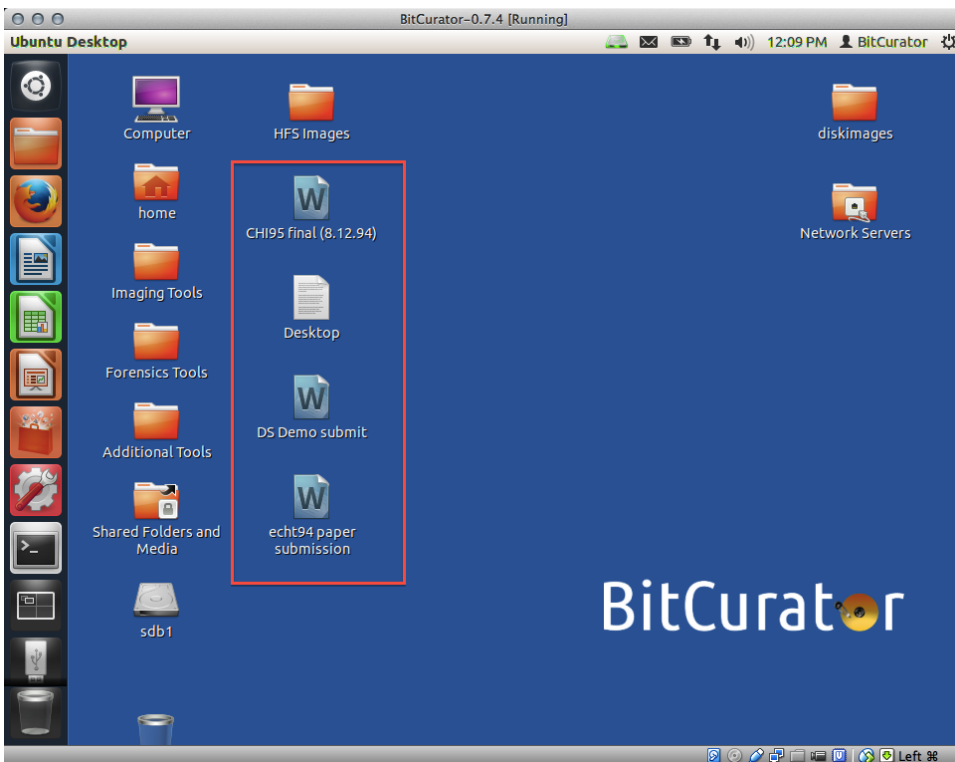 BitCurator-0.7.4 [Running]
Ubuntu Desktop
12:09 PM
BitCurator
Computer
HFS Images
diskimages
home
CHI95 final (8.12.94)
Network Servers
Imaging Tools
Desktop
Forensics Tools
DS Demo submit
Additional Tools
Shared Folders and
Media
echt94 paper
submission
sdb1
BitCurator
Left ⌘